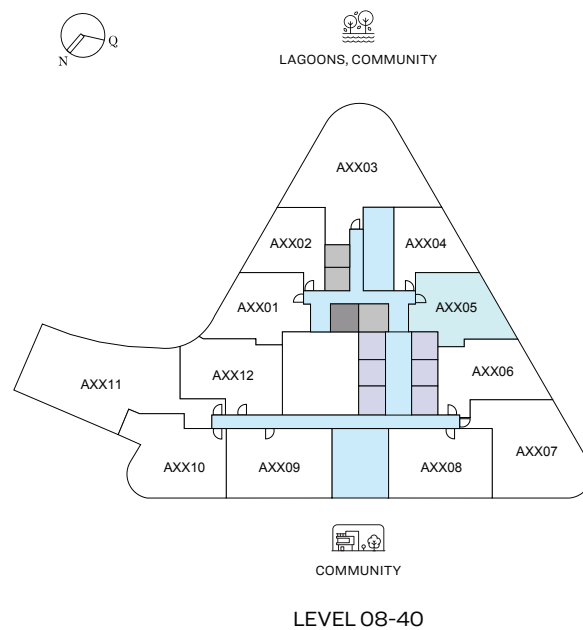 N
Q
LAGOONS, COMMUNITY
AXX03
AXX02
AXX04
AXX01
AXX05
AXX11
AXX12
AXX06
AXX10
AXX09
AXX08
AXX07
COMMUNITY
LEVEL 08-40